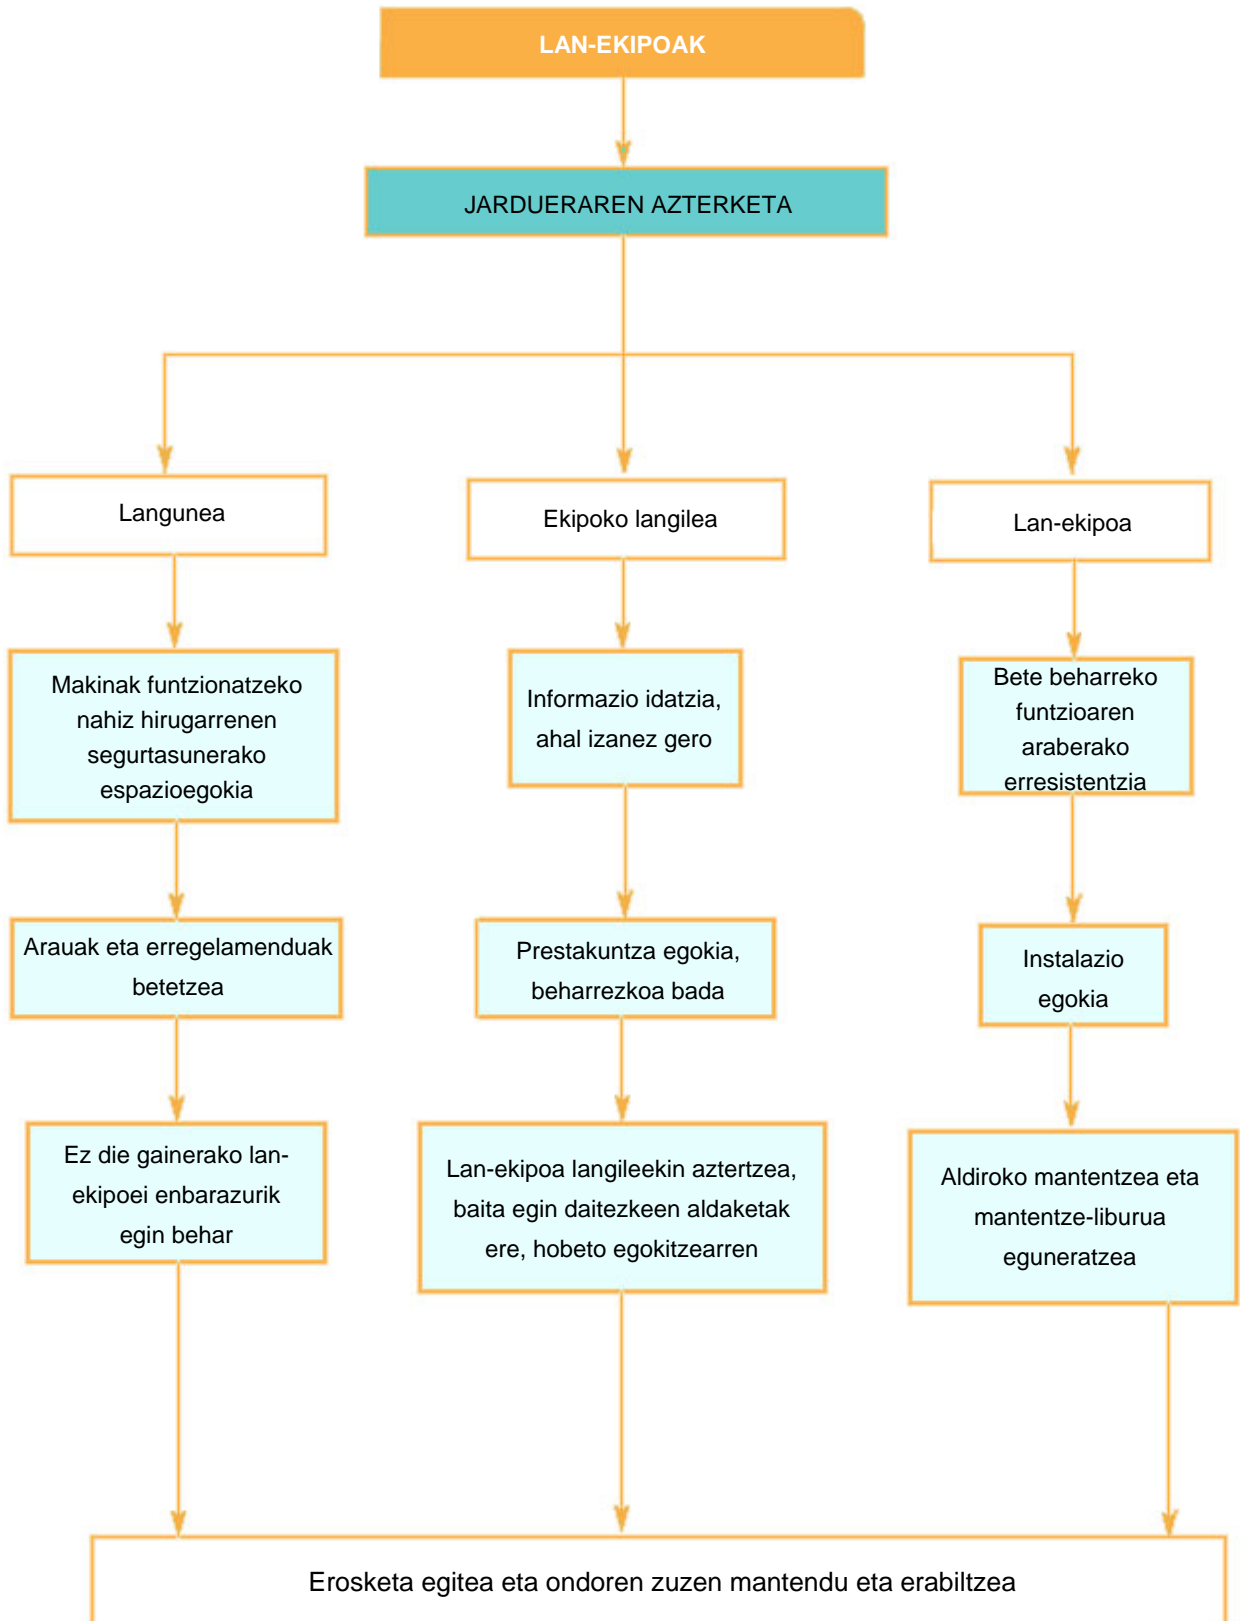 LAN-EKIPOAK
JARDUERAREN AZTERKETA
Langunea
Ekipoko langilea
Lan-ekipoa
Makinak funtzionatzeko
nahiz hirugarrenen
segurtasunerako
espazioegokia
Informazio idatzia,
ahal izanez gero
Bete beharreko
funtzioaren
araberako
erresistentzia
Arauak eta erregelamenduak
betetzea
Prestakuntza egokia,
beharrezkoa bada
Instalazio
egokia
Ez die gainerako lan-
ekipoei enbarazurik
egin behar
Lan-ekipoa langileekin aztertzea,
baita egin daitezkeen aldaketak
ere, hobeto egokitzearren
Aldiroko mantentzea eta
mantentze-liburua
eguneratzea
Erosketa egitea eta ondoren zuzen mantendu eta erabiltzea